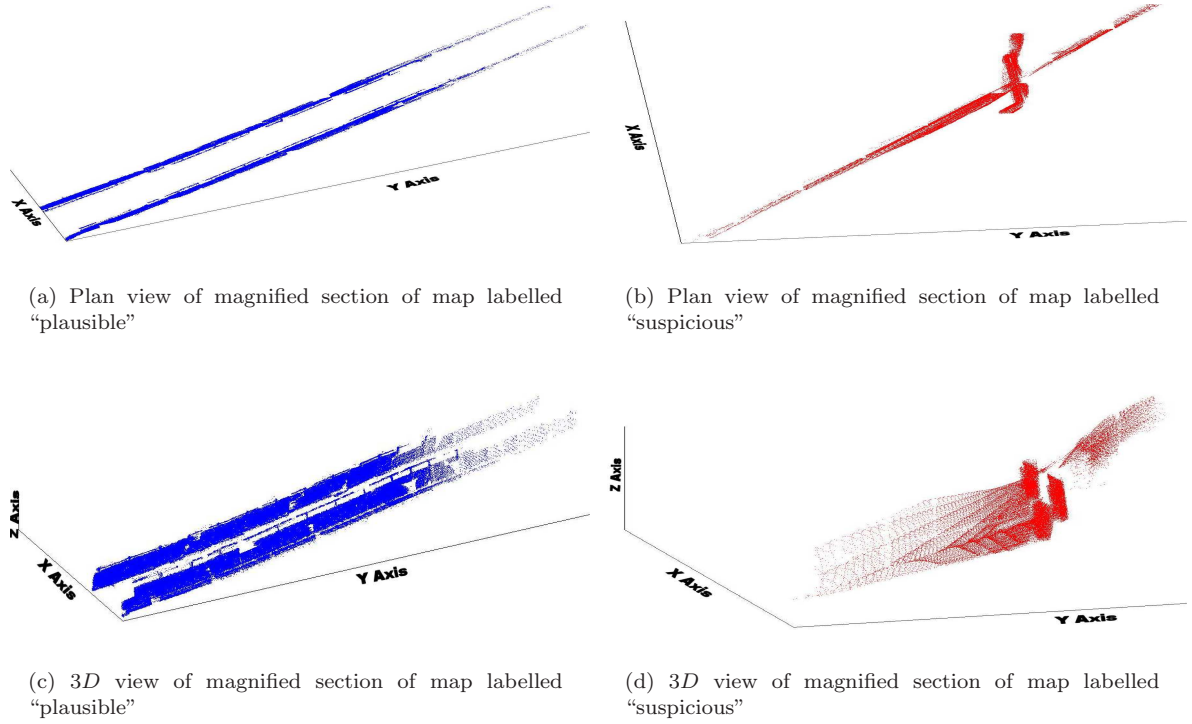 X Axis
Y Axis
X Axis
Y Axis
(a) Plan view of magnified section of map labelled
“plausible”
(b) Plan view of magnified section of map labelled
“suspicious”
Z Axis
X Axis
Y Axis
Z Axis
X Axis
Y Axis
(c) 3D view of magnified section of map labelled
“plausible”
(d) 3D view of magnified section of map labelled
“suspicious”